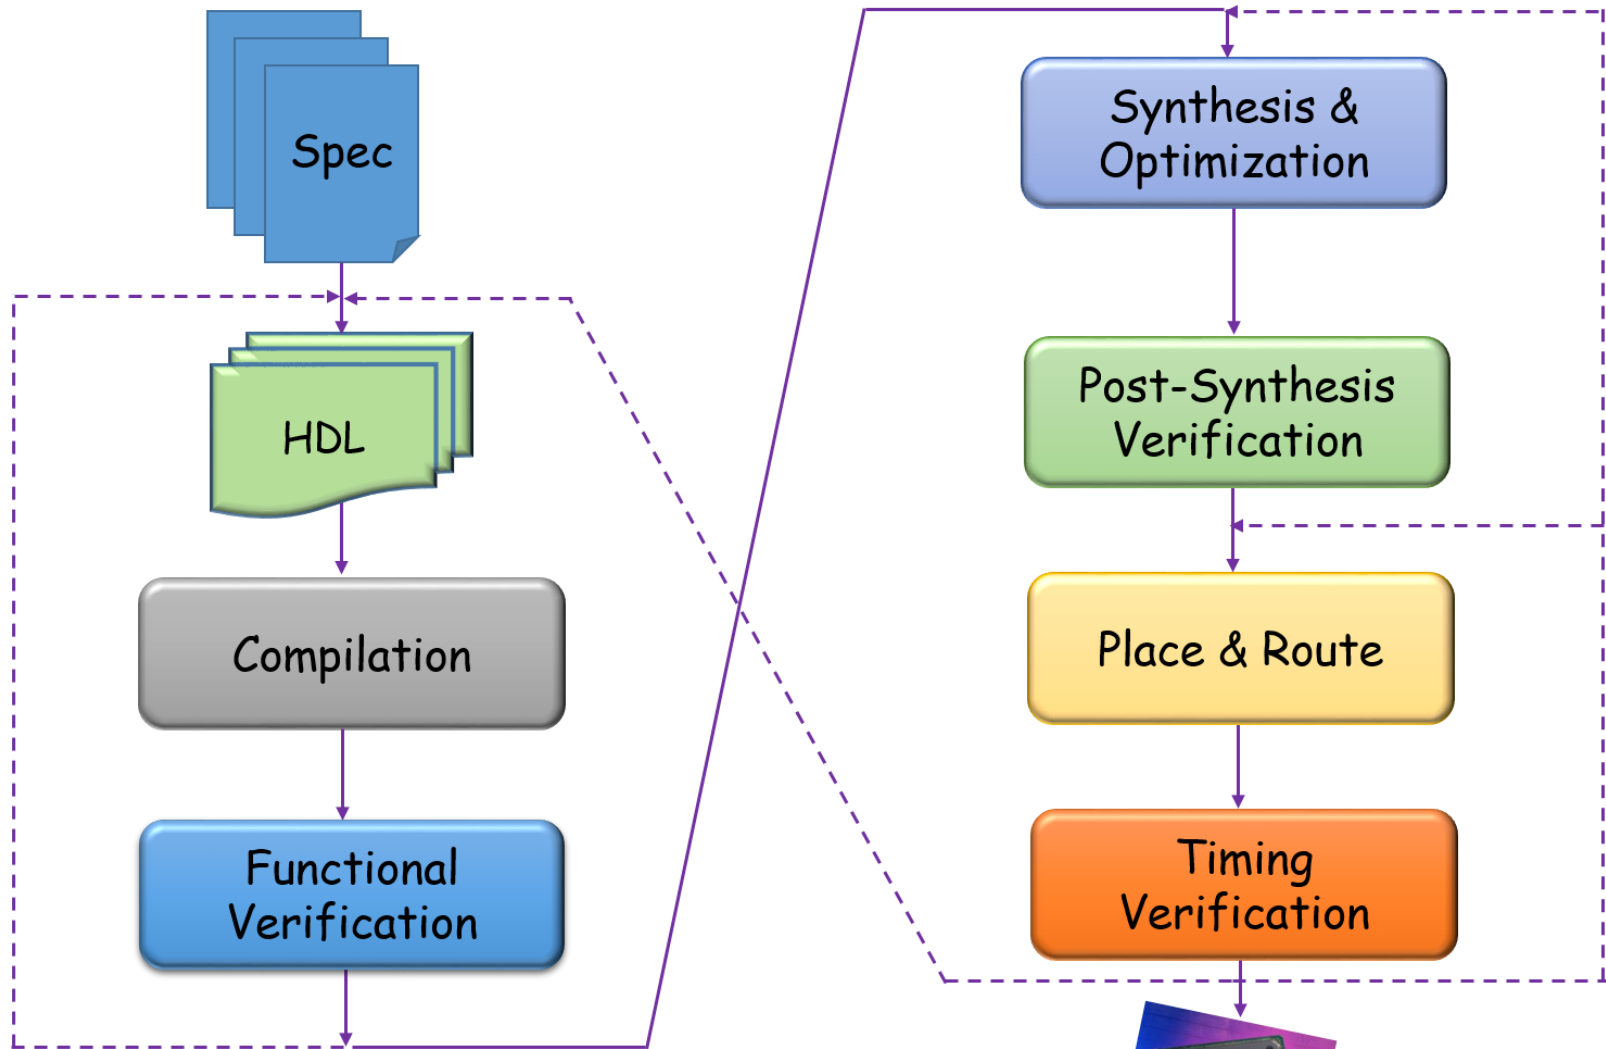 Spec
HDL
Compilation
Functional
Verification
Synthesis &
Optimization
Post-Synthesis
Verification
Place & Route
Timing
Verification